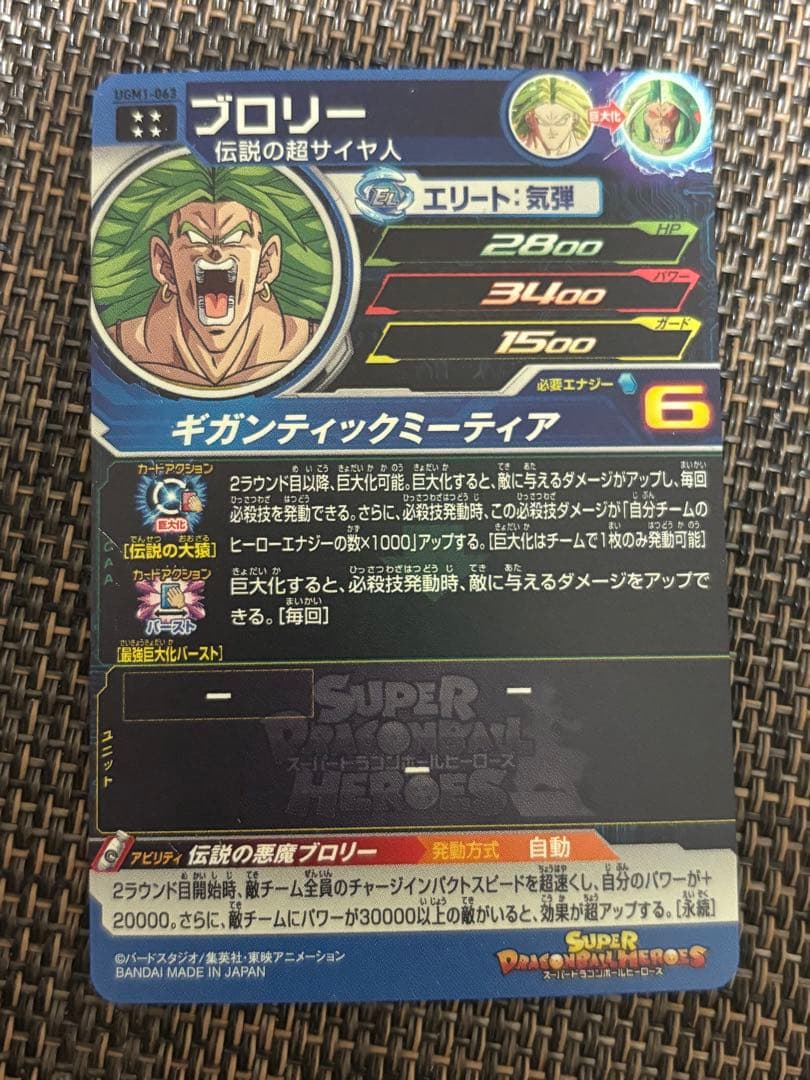 UGM1-063
ブロリー
伝説の超サイヤ人
巨大化
EL エリート:気弾
HP
2800
パワー
3400
ガード
1500
必要エナジー 6
ギガンティックミーティア
CAA
カードアクション
巨大化
[伝説の大猿]
2ラウンド目以降、巨大化可能。巨大化すると、敵に与えるダメージがアップし、毎回
必殺技を発動できる。さらに、必殺技発動時、この必殺技ダメージが「自分チームの
ヒーローエナジーの数×1000」アップする。[巨大化はチームで1枚のみ発動可能]
カードアクション
バースト
[最強巨大化バースト]
巨大化すると、必殺技発動時、敵に与えるダメージをアップで
きる。[毎回]
ユニット
－
－
－
SUPER
DRAGONBALL
スーパードラゴンボールヒーローズ
HEROES
アビリティ 伝説の悪魔ブロリー 発動方式 自動
2ラウンド目開始時、敵チーム全員のチャージインパクトスピードを超速くし、自分のパワーが+
20000。さらに、敵チームにパワーが30000以上の敵がいると、効果が超アップする。[永続]
©バードスタジオ/集英社・東映アニメーション
BANDAI MADE IN JAPAN
SUPER
DRAGONBALL HEROES
スーパードラゴンボールヒーローズ